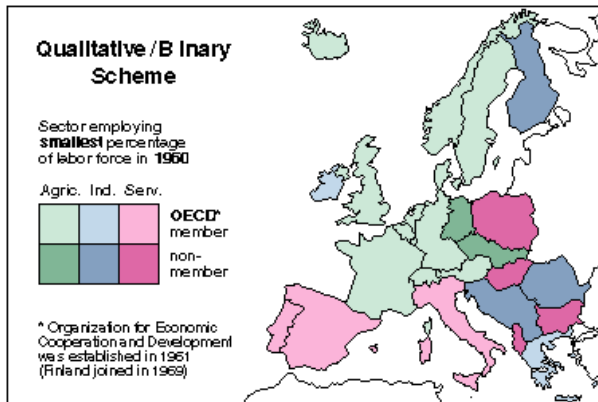 Qualitative/Binary
Scheme
Sector employing
smallest percentage
of labor force in 1960
Agric. Ind. Serv.
OECD*
member
non-
member
* Organization for Economic
Cooperation and Development
was established in 1961
(Finland joined in 1969)